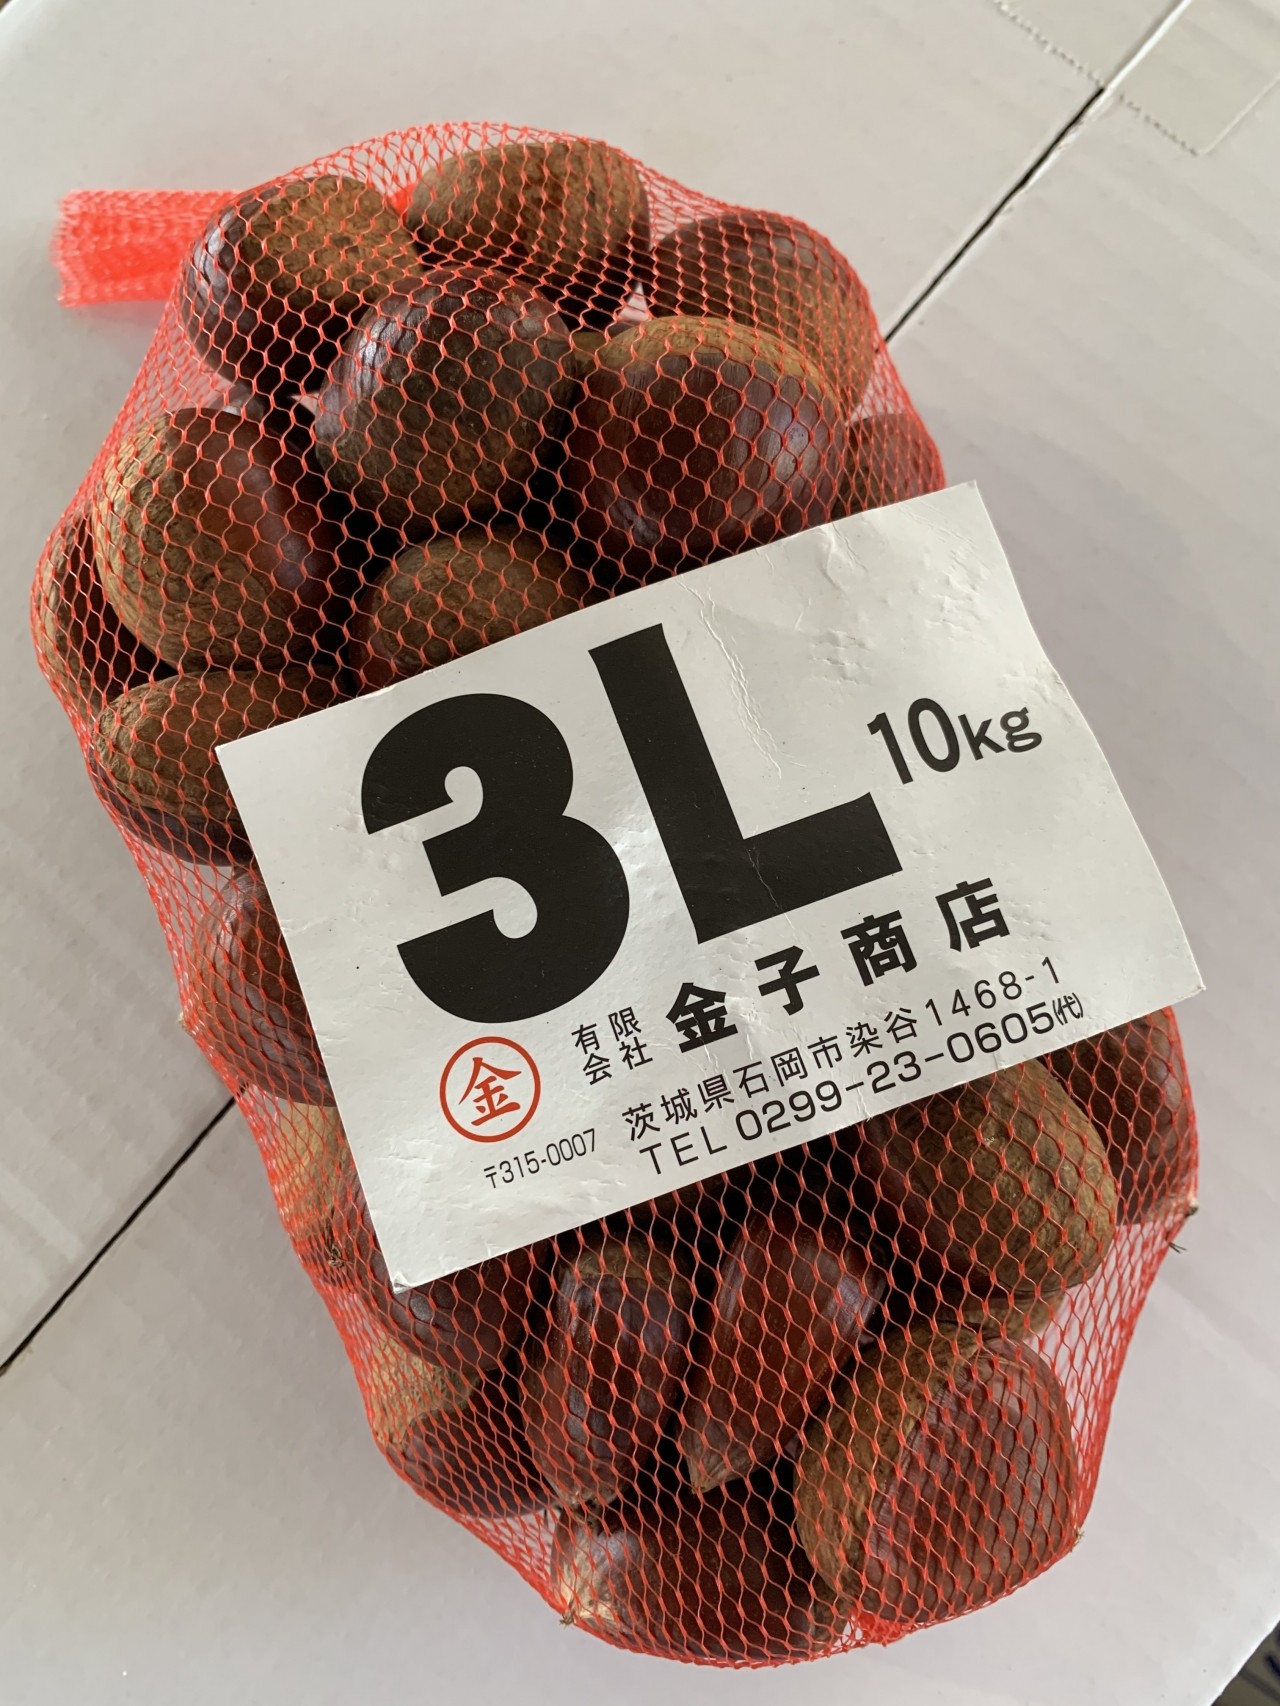 3L 10kg
金
有限会社 金子商店
〒315-0007 茨城県石岡市染谷1468-1
TEL 0299-23-0605㈹